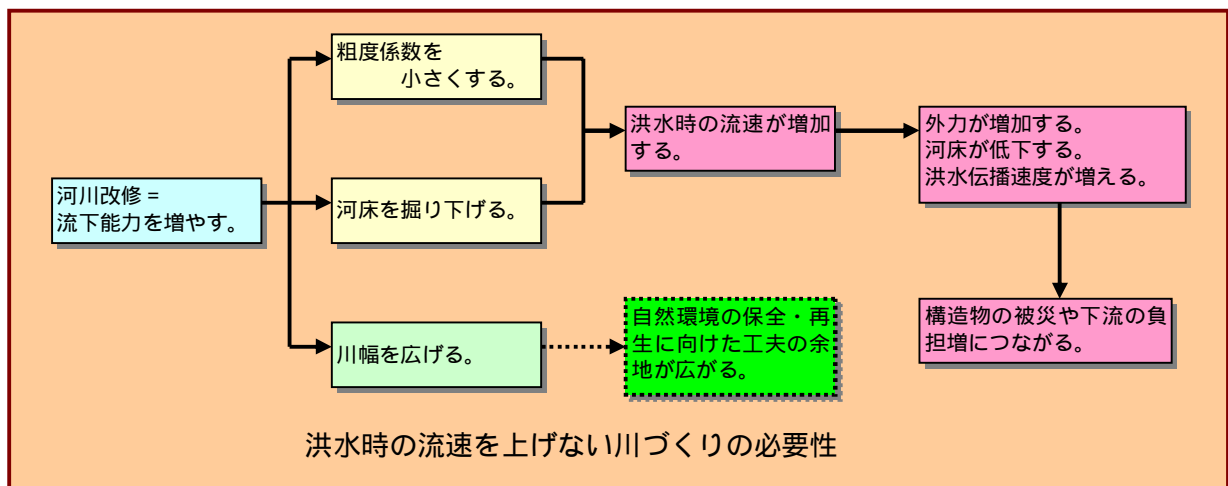 粗度係数を
小さくする。
河川改修 =
流下能力を増やす。
河床を掘り下げる。
川幅を広げる。
洪水時の流速が増加
する。
外力が増加する。
河床が低下する。
洪水伝播速度が増える。
構造物の被災や下流の負
担増につながる。
自然環境の保全・再
生に向けた工夫の余
地が広がる。
洪水時の流速を上げない川づくりの必要性